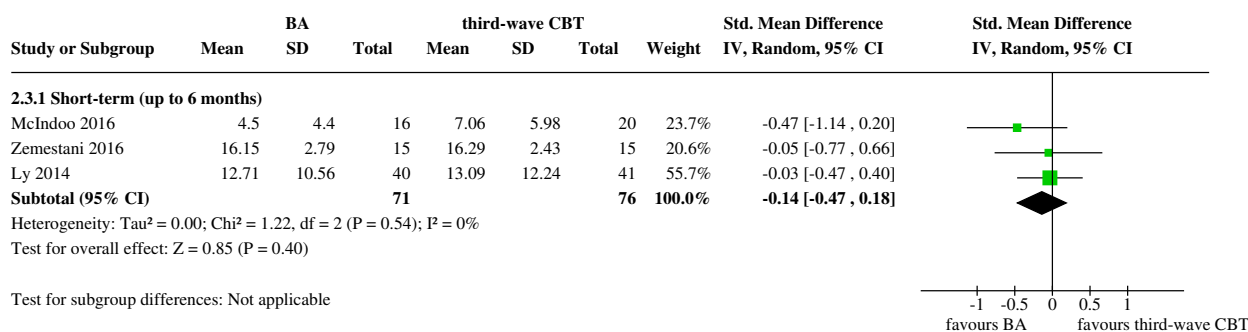 BA third-wave CBT Std. Mean Difference Std. Mean Difference
Study or Subgroup Mean SD Total Mean SD Total Weight IV, Random, 95% CI IV, Random, 95% CI
2.3.1 Short-term (up to 6 months)
McIndoo 2016 4.5 4.4 16 7.06 5.98 20 23.7% -0.47 [-1.14 , 0.20]
Zemestani 2016 16.15 2.79 15 16.29 2.43 15 20.6% -0.05 [-0.77 , 0.66]
Ly 2014 12.71 10.56 40 13.09 12.24 41 55.7% -0.03 [-0.47 , 0.40]
Subtotal (95% CI) 71 76 100.0% -0.14 [-0.47 , 0.18]
Heterogeneity: Tau² = 0.00; Chi² = 1.22, df = 2 (P = 0.54); I² = 0%
Test for overall effect: Z = 0.85 (P = 0.40)
Test for subgroup differences: Not applicable
-1 -0.5 0 0.5 1
favours BA favours third-wave CBT